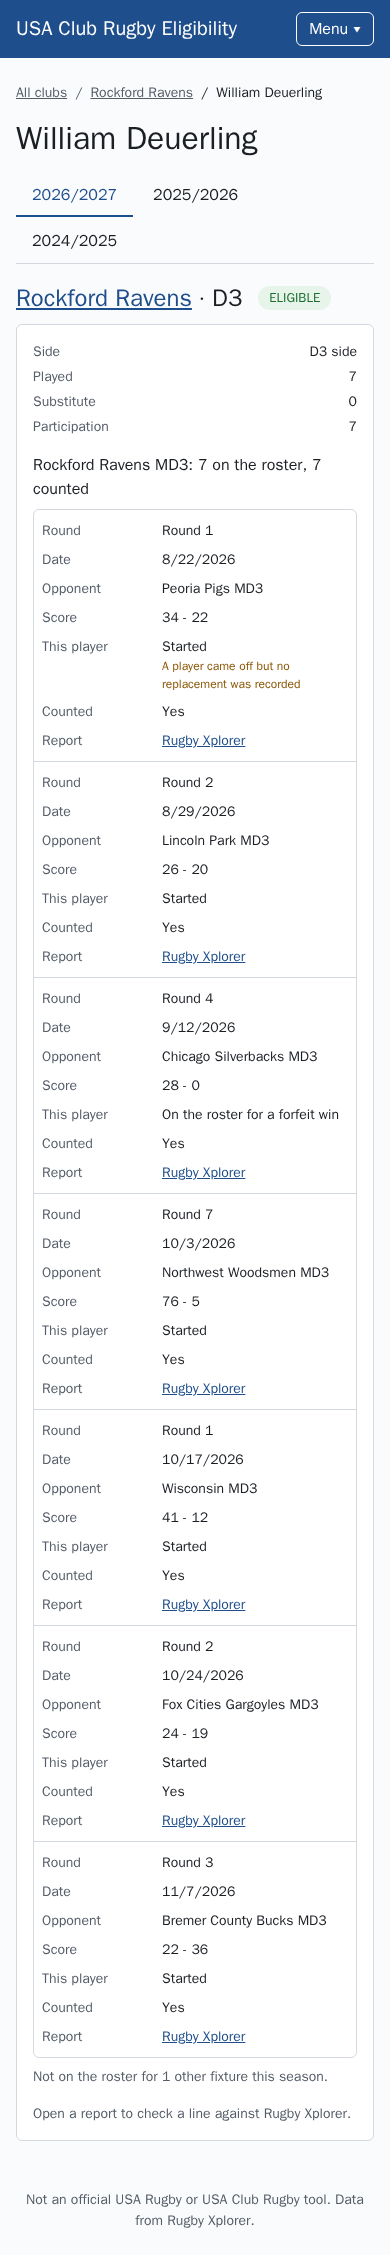 USA Club Rugby Eligibility
Menu ▾
All clubs / Rockford Ravens / William Deuerling
William Deuerling
2026/2027 2025/2026
2024/2025
Rockford Ravens · D3 ELIGIBLE
Side D3 side
Played 7
Substitute 0
Participation 7
Rockford Ravens MD3: 7 on the roster, 7
counted
Round Round 1
Date 8/22/2026
Opponent Peoria Pigs MD3
Score 34 - 22
This player Started
A player came off but no
replacement was recorded
Counted Yes
Report Rugby Xplorer
Round Round 2
Date 8/29/2026
Opponent Lincoln Park MD3
Score 26 - 20
This player Started
Counted Yes
Report Rugby Xplorer
Round Round 4
Date 9/12/2026
Opponent Chicago Silverbacks MD3
Score 28 - 0
This player On the roster for a forfeit win
Counted Yes
Report Rugby Xplorer
Round Round 7
Date 10/3/2026
Opponent Northwest Woodsmen MD3
Score 76 - 5
This player Started
Counted Yes
Report Rugby Xplorer
Round Round 1
Date 10/17/2026
Opponent Wisconsin MD3
Score 41 - 12
This player Started
Counted Yes
Report Rugby Xplorer
Round Round 2
Date 10/24/2026
Opponent Fox Cities Gargoyles MD3
Score 24 - 19
This player Started
Counted Yes
Report Rugby Xplorer
Round Round 3
Date 11/7/2026
Opponent Bremer County Bucks MD3
Score 22 - 36
This player Started
Counted Yes
Report Rugby Xplorer
Not on the roster for 1 other fixture this season.
Open a report to check a line against Rugby Xplorer.
Not an official USA Rugby or USA Club Rugby tool. Data
from Rugby Xplorer.